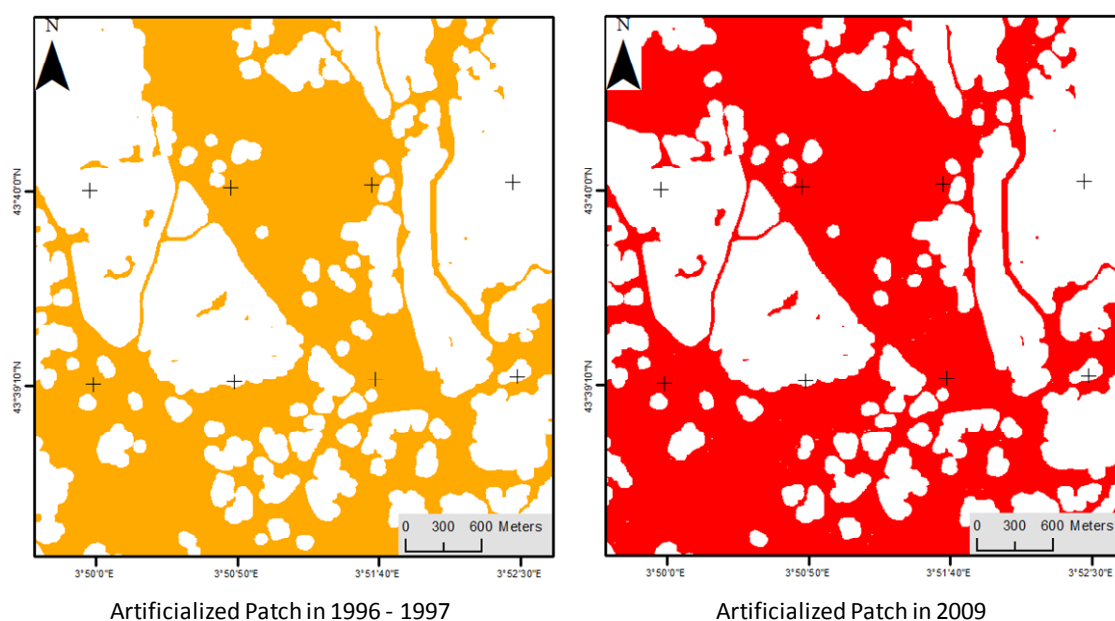 N
N
43°40'0"N
43°39'10"N
0 300 600 Meters
3°50'0"E
3°50'50"E
3°51'40"E
3°52'30"E
Artificialized Patch in 1996 - 1997
43°40'0"N
43°39'10"N
0 300 600 Meters
3°50'0"E
3°50'50"E
3°51'40"E
3°52'30"E
Artificialized Patch in 2009